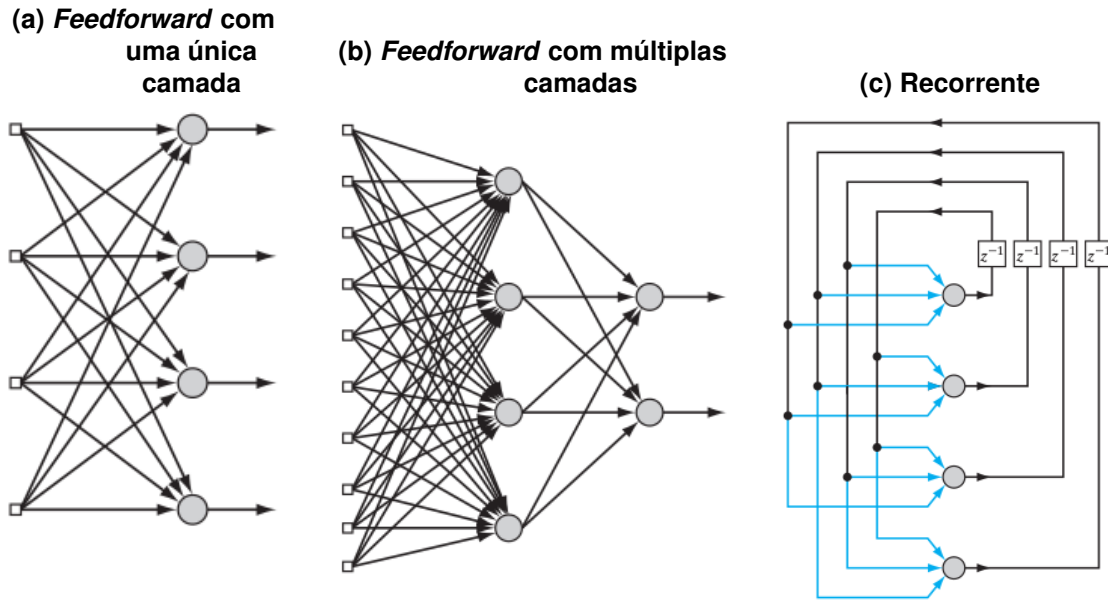 (a) Feedforward com
uma única
camada
(b) Feedforward com múltiplas
camadas
(c) Recorrente
z⁻¹ z⁻¹ z⁻¹ z⁻¹